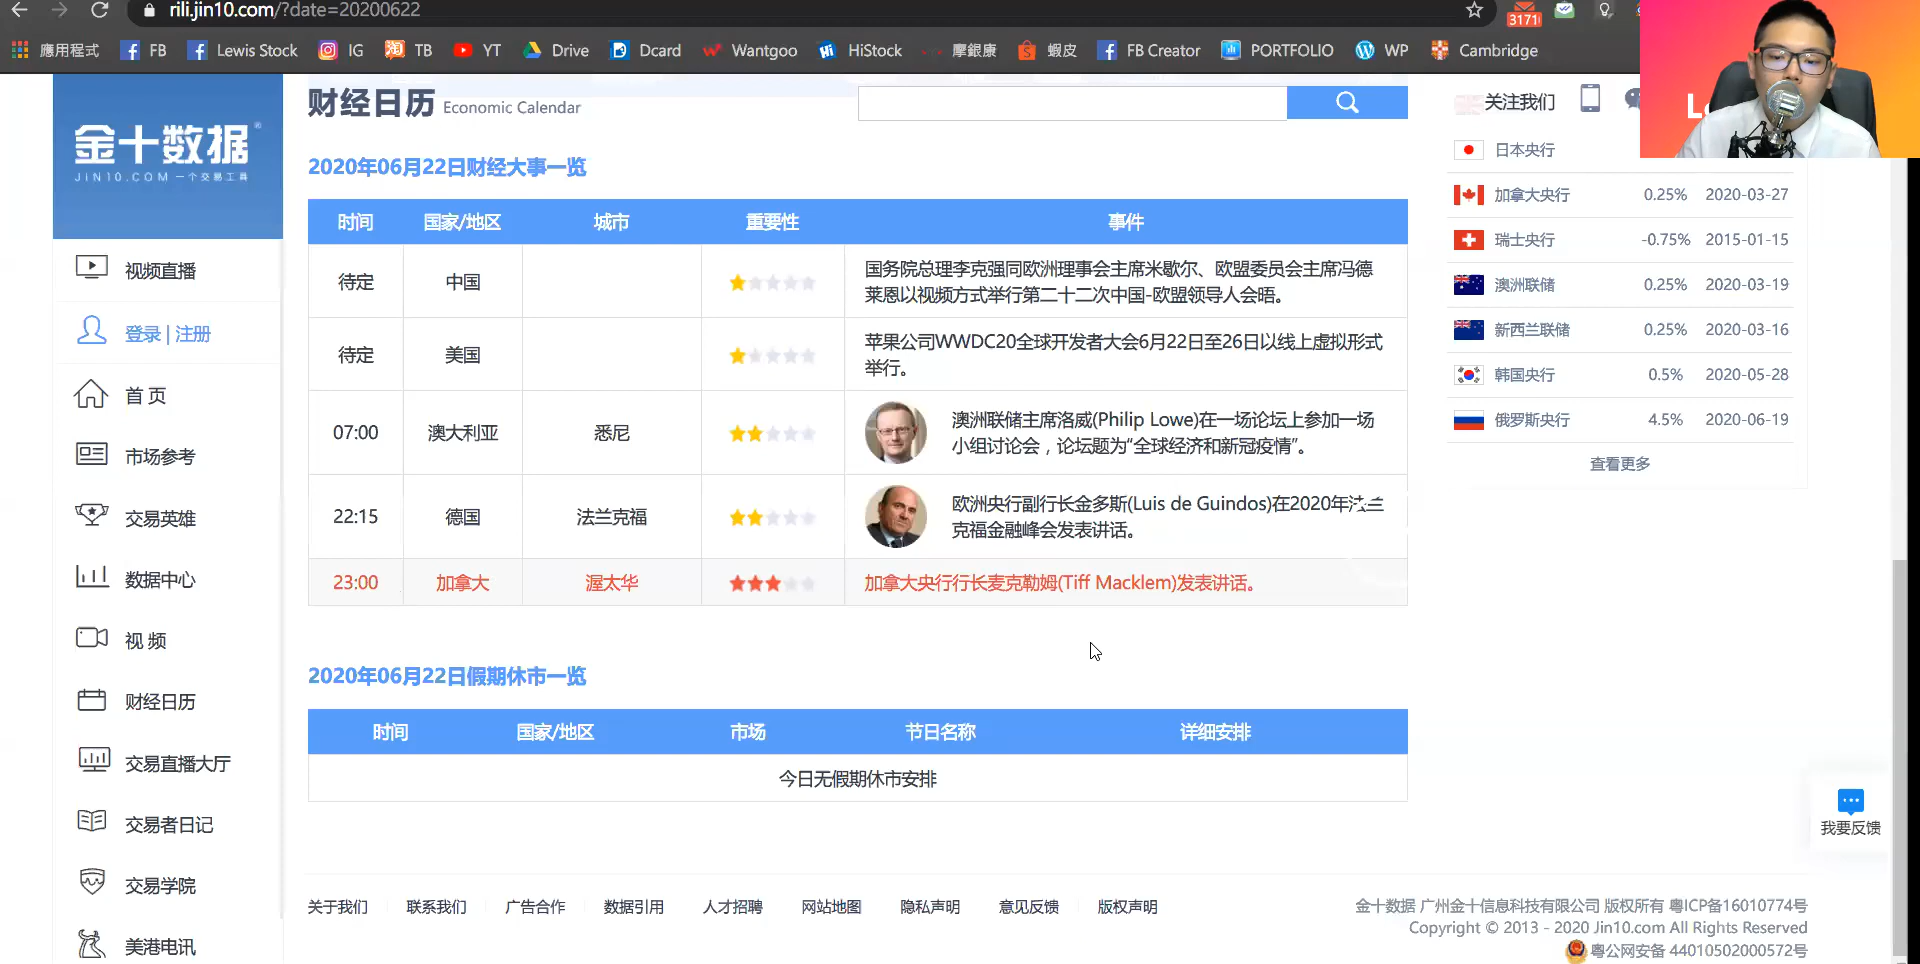 rili.jin10.com/?date=20200622
3171
應用程式 FB Lewis Stock IG TB YT Drive Dcard Wantgoo HiStock 摩銀康 蝦皮 FB Creator PORTFOLIO WP Cambridge
金十数据®
JIN10.COM 一个交易工具
视频直播
登录 | 注册
首 页
市场参考
交易英雄
数据中心
视 频
财经日历
交易直播大厅
交易者日记
交易学院
美港电讯
财经日历 Economic Calendar
2020年06月22日财经大事一览
时间 国家/地区 城市 重要性 事件
待定 中国 国务院总理李克强同欧洲理事会主席米歇尔、欧盟委员会主席冯德
莱恩以视频方式举行第二十二次中国-欧盟领导人会晤。
待定 美国 苹果公司WWDC20全球开发者大会6月22日至26日以线上虚拟形式
举行。
07:00 澳大利亚 悉尼 澳洲联储主席洛威(Philip Lowe)在一场论坛上参加一场
小组讨论会，论坛题为“全球经济和新冠疫情”。
22:15 德国 法兰克福 欧洲央行副行长金多斯(Luis de Guindos)在2020年法兰
克福金融峰会发表讲话。
23:00 加拿大 渥太华 加拿大央行行长麦克勒姆(Tiff Macklem)发表讲话。
2020年06月22日假期休市一览
时间 国家/地区 市场 节日名称 详细安排
今日无假期休市安排
关注我们
日本央行
加拿大央行 0.25% 2020-03-27
瑞士央行 -0.75% 2015-01-15
澳洲联储 0.25% 2020-03-19
新西兰联储 0.25% 2020-03-16
韩国央行 0.5% 2020-05-28
俄罗斯央行 4.5% 2020-06-19
查看更多
我要反馈
关于我们 联系我们 广告合作 数据引用 人才招聘 网站地图 隐私声明 意见反馈 版权声明
金十数据 广州金十信息科技有限公司 版权所有 粤ICP备16010774号
Copyright © 2013 - 2020 Jin10.com All Rights Reserved
粤公网安备 44010502000572号